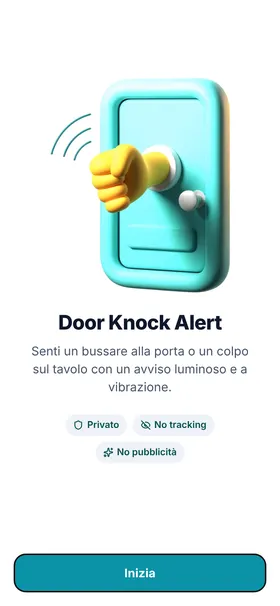 Door Knock Alert
Senti un bussare alla porta o un colpo
sul tavolo con un avviso luminoso e a
vibrazione.
Privato
No tracking
No pubblicità
Inizia